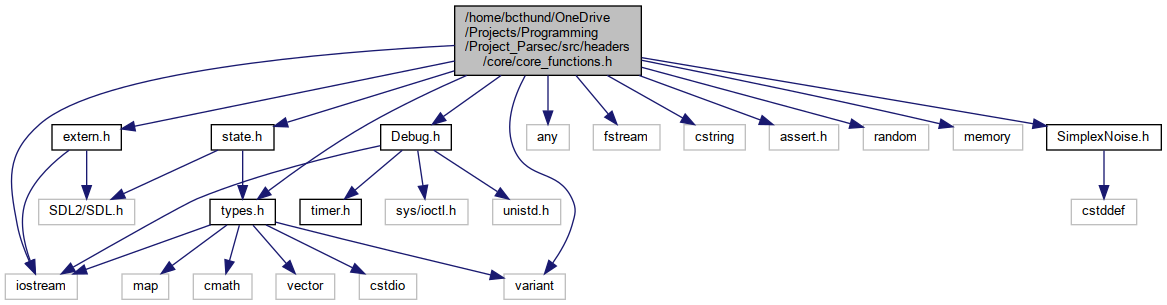 /home/bcthund/OneDrive
/Projects/Programming
/Project_Parsec/src/headers
/core/core_functions.h
extern.h
state.h
Debug.h
any
fstream
cstring
assert.h
random
memory
SimplexNoise.h
SDL2/SDL.h
types.h
timer.h
sys/ioctl.h
unistd.h
cstddef
iostream
map
cmath
vector
cstdio
variant